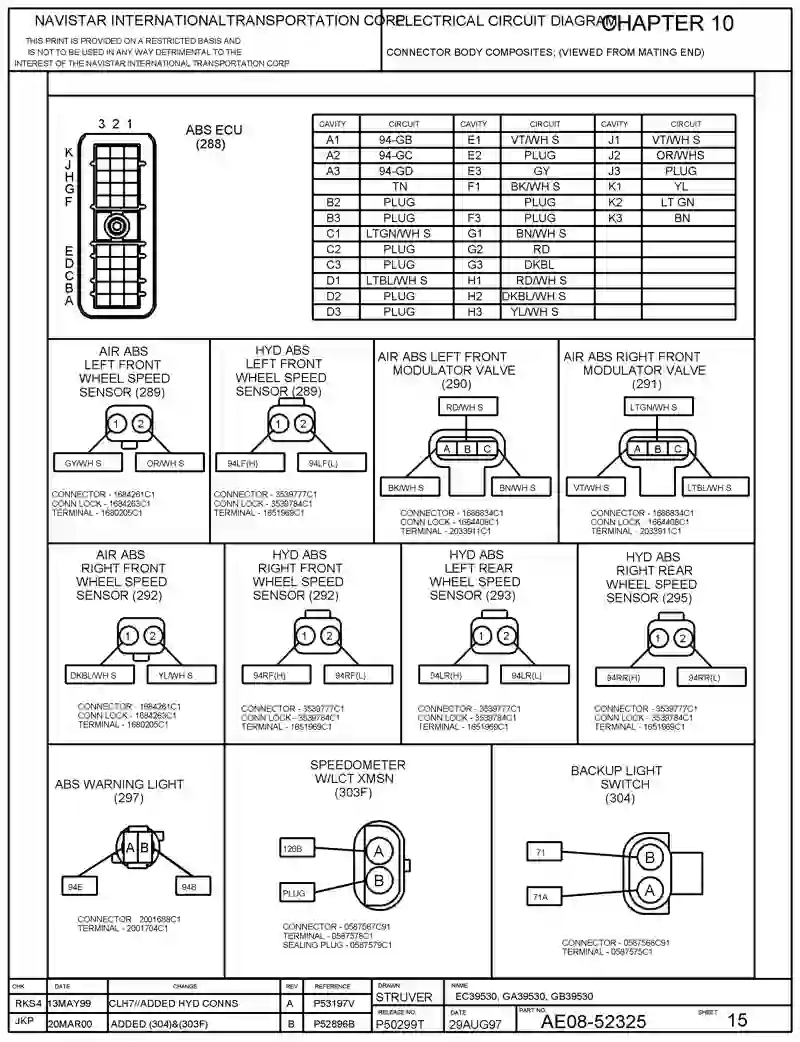 NAVISTAR INTERNATIONAL TRANSPORTATION CORP.
ELECTRICAL CIRCUIT DIAGRAM
CHAPTER 10
THIS PRINT IS PROVIDED ON A RESTRICTED BASIS AND
IS NOT TO BE USED IN ANY WAY DETRIMENTAL TO THE
INTEREST OF THE NAVISTAR INTERNATIONAL TRANSPORTATION CORP
CONNECTOR BODY COMPOSITES; (VIEWED FROM MATING END)
3 2 1
K
J
H
G
F
E
D
C
B
A
ABS ECU
(288)
CAVITY CIRCUIT CAVITY CIRCUIT CAVITY CIRCUIT
A1 94-GB E1 VT/WH S J1 VT/WH S
A2 94-GC E2 PLUG J2 OR/WHS
A3 94-GD E3 GY J3 PLUG
TN F1 BK/WH S K1 YL
B2 PLUG PLUG K2 LT GN
B3 PLUG F3 PLUG K3 BN
C1 LTGN/WH S G1 BN/WH S
C2 PLUG G2 RD
C3 PLUG G3 DKBL
D1 LTBL/WH S H1 RD/WH S
D2 PLUG H2 DKBL/WH S
D3 PLUG H3 YL/WH S
AIR ABS
LEFT FRONT
WHEEL SPEED
SENSOR (289)
1 2
GY/WH S OR/WH S
CONNECTOR - 1684261C1
CONN LOCK - 1684263C1
TERMINAL - 1680205C1
HYD ABS
LEFT FRONT
WHEEL SPEED
SENSOR (289)
1 2
94LF(H) 94LF(L)
CONNECTOR - 3539777C1
CONN LOCK - 3539784C1
TERMINAL - 1651969C1
AIR ABS LEFT FRONT
MODULATOR VALVE
(290)
RD/WH S
A B C
BK/WH S BN/WH S
CONNECTOR - 1686834C1
CONN LOCK - 1664408C1
TERMINAL - 2033911C1
AIR ABS RIGHT FRONT
MODULATOR VALVE
(291)
LTGN/WH S
A B C
VT/WH S LTBL/WH S
CONNECTOR - 1686834C1
CONN LOCK - 1664408C1
TERMINAL - 2033911C1
AIR ABS
RIGHT FRONT
WHEEL SPEED
SENSOR (292)
1 2
DKBL/WH S YL/WH S
CONNECTOR - 1684261C1
CONN LOCK - 1684263C1
TERMINAL - 1680205C1
HYD ABS
RIGHT FRONT
WHEEL SPEED
SENSOR (292)
1 2
94RF(H) 94RF(L)
CONNECTOR - 3539777C1
CONN LOCK - 3539784C1
TERMINAL - 1651969C1
HYD ABS
LEFT REAR
WHEEL SPEED
SENSOR (293)
1 2
94LR(H) 94LR(L)
CONNECTOR - 3539777C1
CONN LOCK - 3539784C1
TERMINAL - 1651969C1
HYD ABS
RIGHT REAR
WHEEL SPEED
SENSOR (295)
1 2
94RR(H) 94RR(L)
CONNECTOR - 3539777C1
CONN LOCK - 3539784C1
TERMINAL - 1651969C1
ABS WARNING LIGHT
(297)
A B
94E 94B
CONNECTOR 2001688C1
TERMINAL - 2001704C1
SPEEDOMETER
W/LCT XMSN
(303F)
126B A
PLUG B
CONNECTOR - 0587567C91
TERMINAL - 0587578C1
SEALING PLUG - 0587579C1
BACKUP LIGHT
SWITCH
(304)
71 B
71A A
CONNECTOR - 0587568C91
TERMINAL - 0587575C1
CHK DATE CHANGE REV REFERENCE
RKS4 13MAY99 CLH7//ADDED HYD CONNS A P53197V
JKP 20MAR00 ADDED (304)&(303F) B P52896B
DRAWN
STRUVER
NAME
EC39530, GA39530, GB39530
RELEASE NO.
P50299T
DATE
29AUG97
PART NO.
AE08-52325
SHEET 15